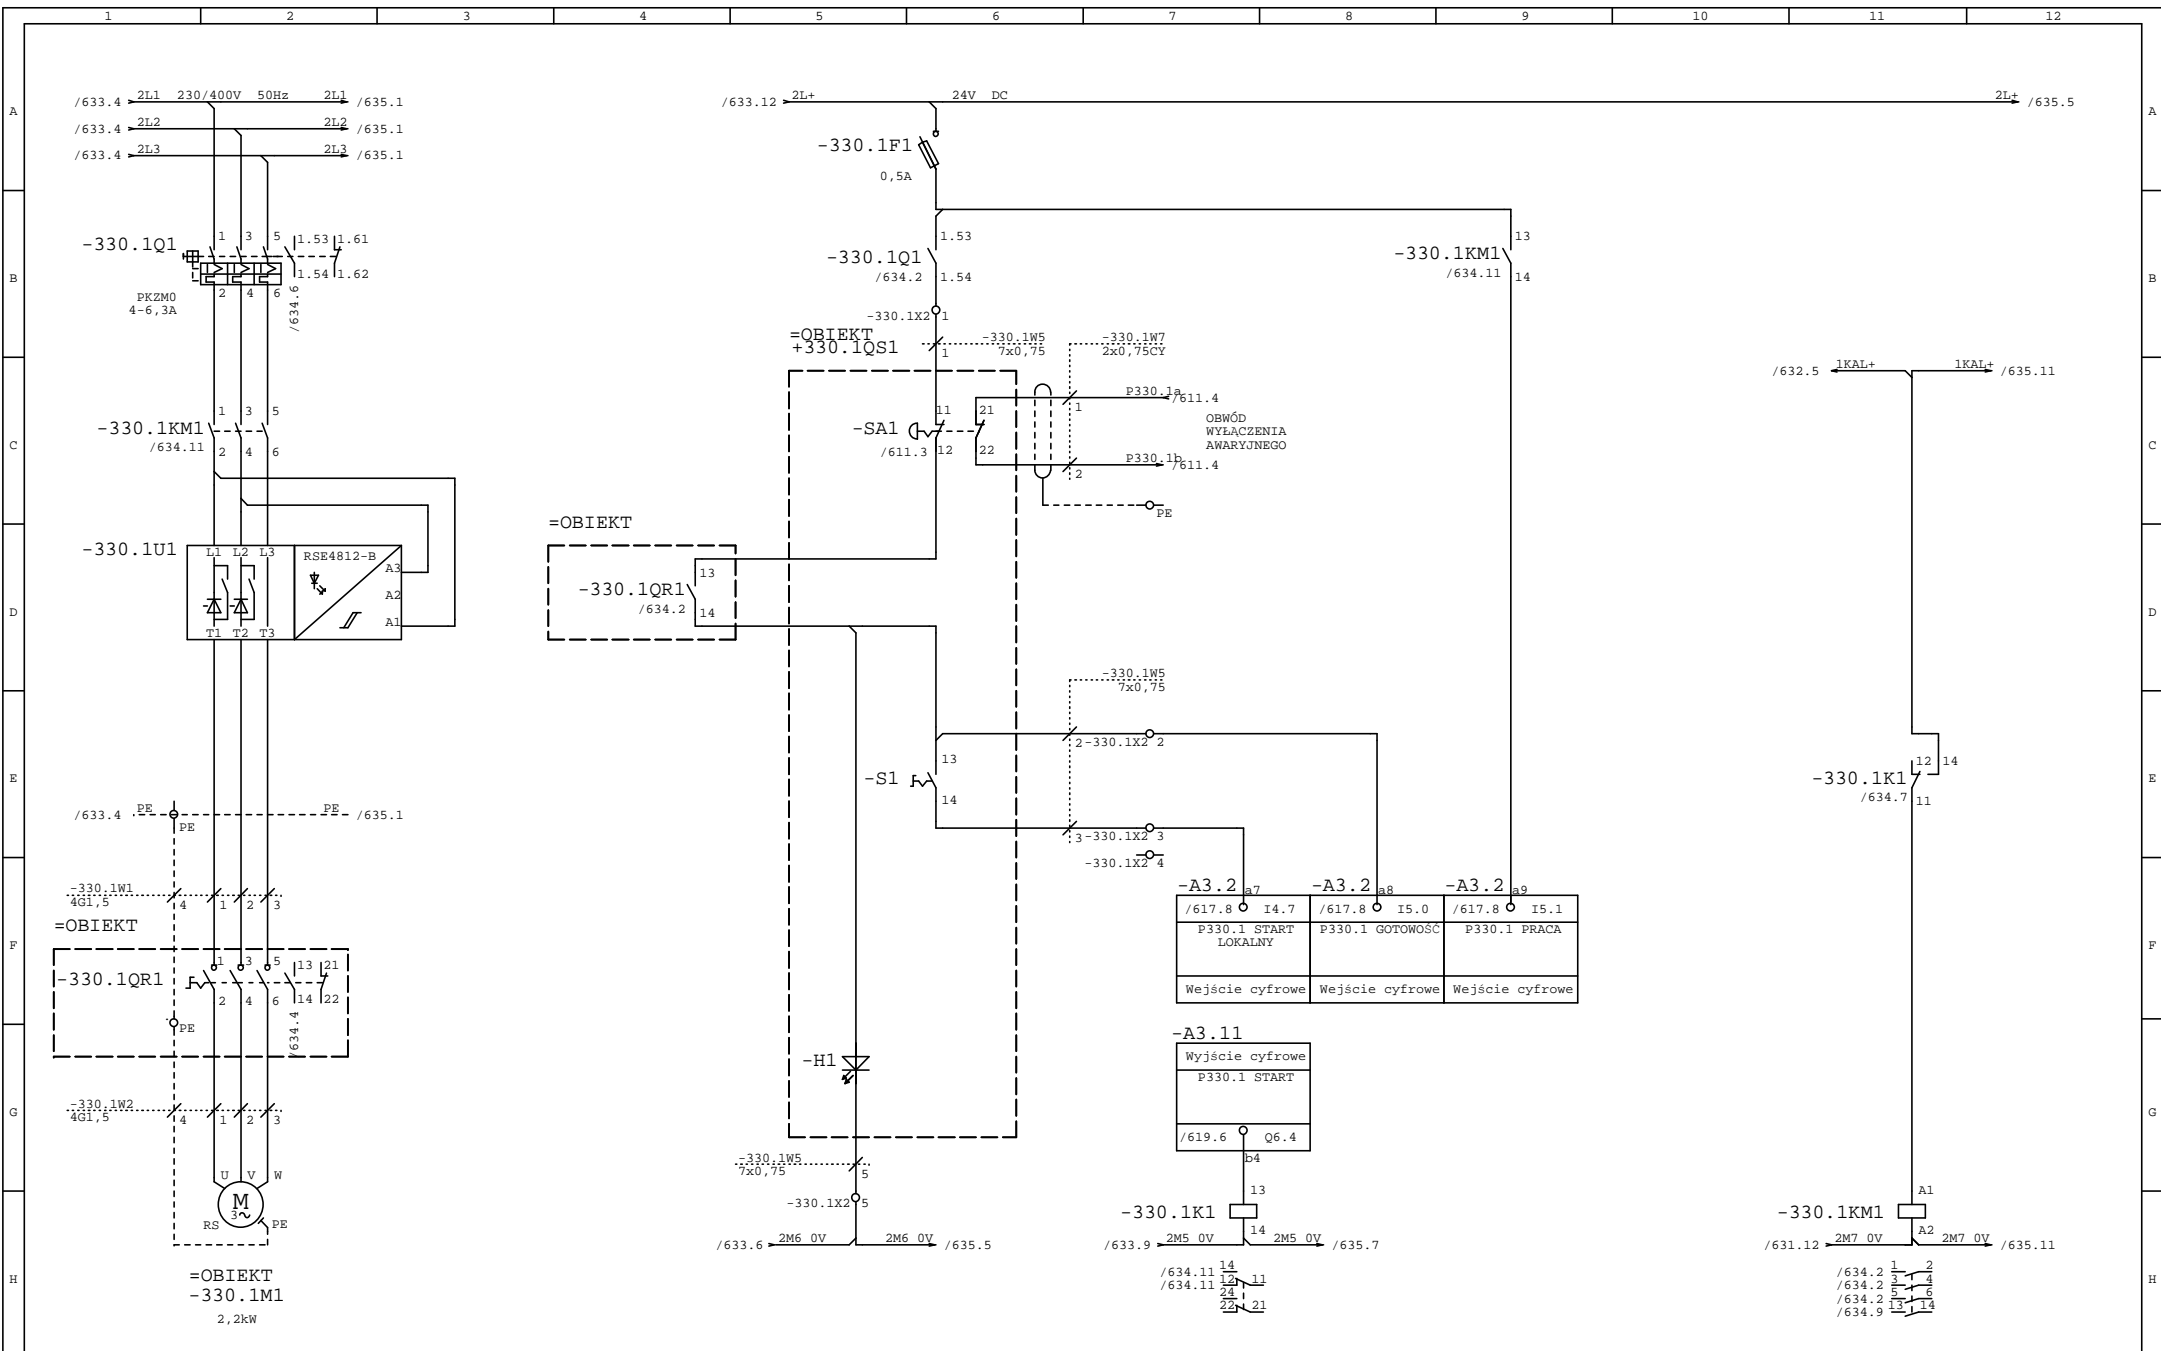 1 2 3 4 5 6 7 8 9 10 11 12
A A
/633.4 2L1 230/400V 50Hz 2L1 /635.1
/633.4 2L2 2L2 /635.1
/633.4 2L3 2L3 /635.1
/633.12 2L+ 24V DC 2L+ /635.5
-330.1F1
0,5A
B B
-330.1Q1
1 3 5 1.53 1.61
2 4 6 1.54 1.62
PKZM0
4-6,3A
/634.6
1.53
-330.1Q1
/634.2 1.54
13
-330.1KM1
/634.11 14
-330.1X2 1
=OBIEKT
+330.1QS1
1
-330.1W5
7x0,75
-330.1W7
2x0,75CY
/632.5 1KAL+ 1KAL+ /635.11
C C
1 3 5
-330.1KM1
/634.11 2 4 6
11 21
-SA1
/611.3 12 22
P330.1a
1 /611.4
OBWÓD
WYŁĄCZENIA
AWARYJNEGO
P330.1b
2 /611.4
PE
D D
-330.1U1
L1 L2 L3 RSE4812-B
A3
A2
A1
T1 T2 T3
=OBIEKT
13
-330.1QR1
/634.2 14
-330.1W5
7x0,75
E E
2 -330.1X2 2
13
-S1
14
3 -330.1X2 3
-330.1X2 4
12 14
-330.1K1
/634.7 11
/633.4 PE PE /635.1
PE
F F
-330.1W1
4G1,5 4 1 2 3
=OBIEKT
-330.1QR1
1 3 5 13 21
2 4 6 14 22
PE
/634.4
-A3.2 a7 -A3.2 a8 -A3.2 a9
/617.8 I4.7 /617.8 I5.0 /617.8 I5.1
P330.1 START
LOKALNY
P330.1 GOTOWOŚĆ
P330.1 PRACA
Wejście cyfrowe Wejście cyfrowe Wejście cyfrowe
G G
-A3.11
Wyjście cyfrowe
P330.1 START
/619.6 Q6.4
b4
-H1
-330.1W2
4G1,5 4 1 2 3
-330.1W5
7x0,75 5
-330.1X2 5
/633.6 2M6 0V 2M6 0V /635.5
H H
U V W
M
3~
RS PE
=OBIEKT
-330.1M1
2,2kW
13
-330.1K1
14
/633.9 2M5 0V 2M5 0V /635.7
14
/634.11 12 11
/634.11
24
22 21
A1
-330.1KM1
A2
/631.12 2M7 0V 2M7 0V /635.11
/634.2 1 2
/634.2 3 4
/634.2 5 6
/634.9 13 14